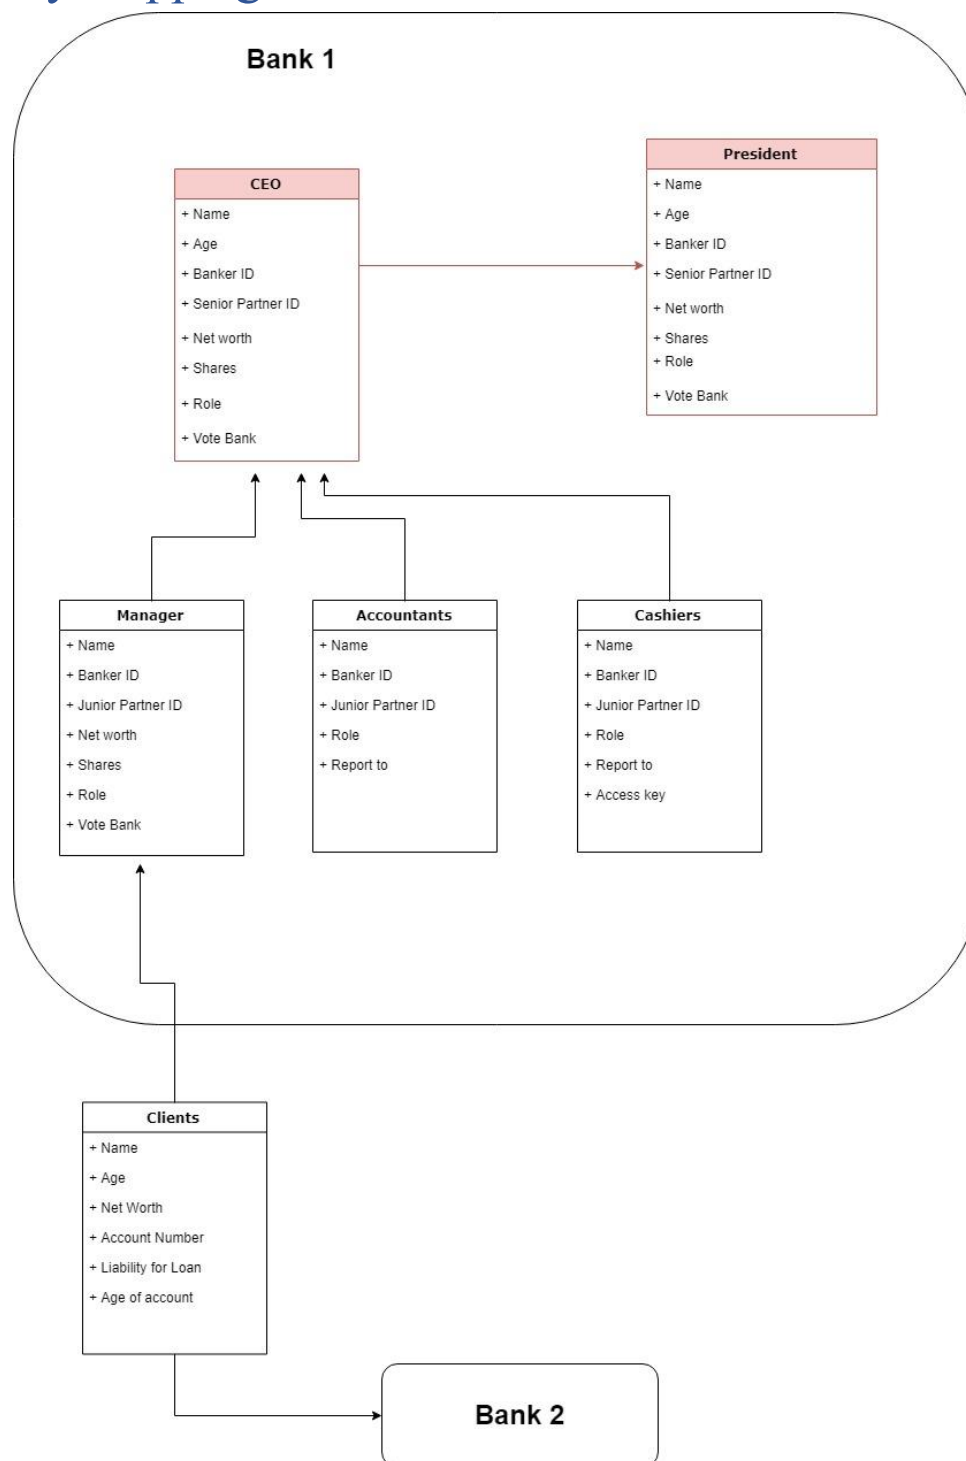 Bank 1
CEO
+ Name
+ Age
+ Banker ID
+ Senior Partner ID
+ Net worth
+ Shares
+ Role
+ Vote Bank
President
+ Name
+ Age
+ Banker ID
+ Senior Partner ID
+ Net worth
+ Shares
+ Role
+ Vote Bank
Manager
+ Name
+ Banker ID
+ Junior Partner ID
+ Net worth
+ Shares
+ Role
+ Vote Bank
Accountants
+ Name
+ Banker ID
+ Junior Partner ID
+ Role
+ Report to
Cashiers
+ Name
+ Banker ID
+ Junior Partner ID
+ Role
+ Report to
+ Access key
Clients
+ Name
+ Age
+ Net Worth
+ Account Number
+ Liability for Loan
+ Age of account
Bank 2